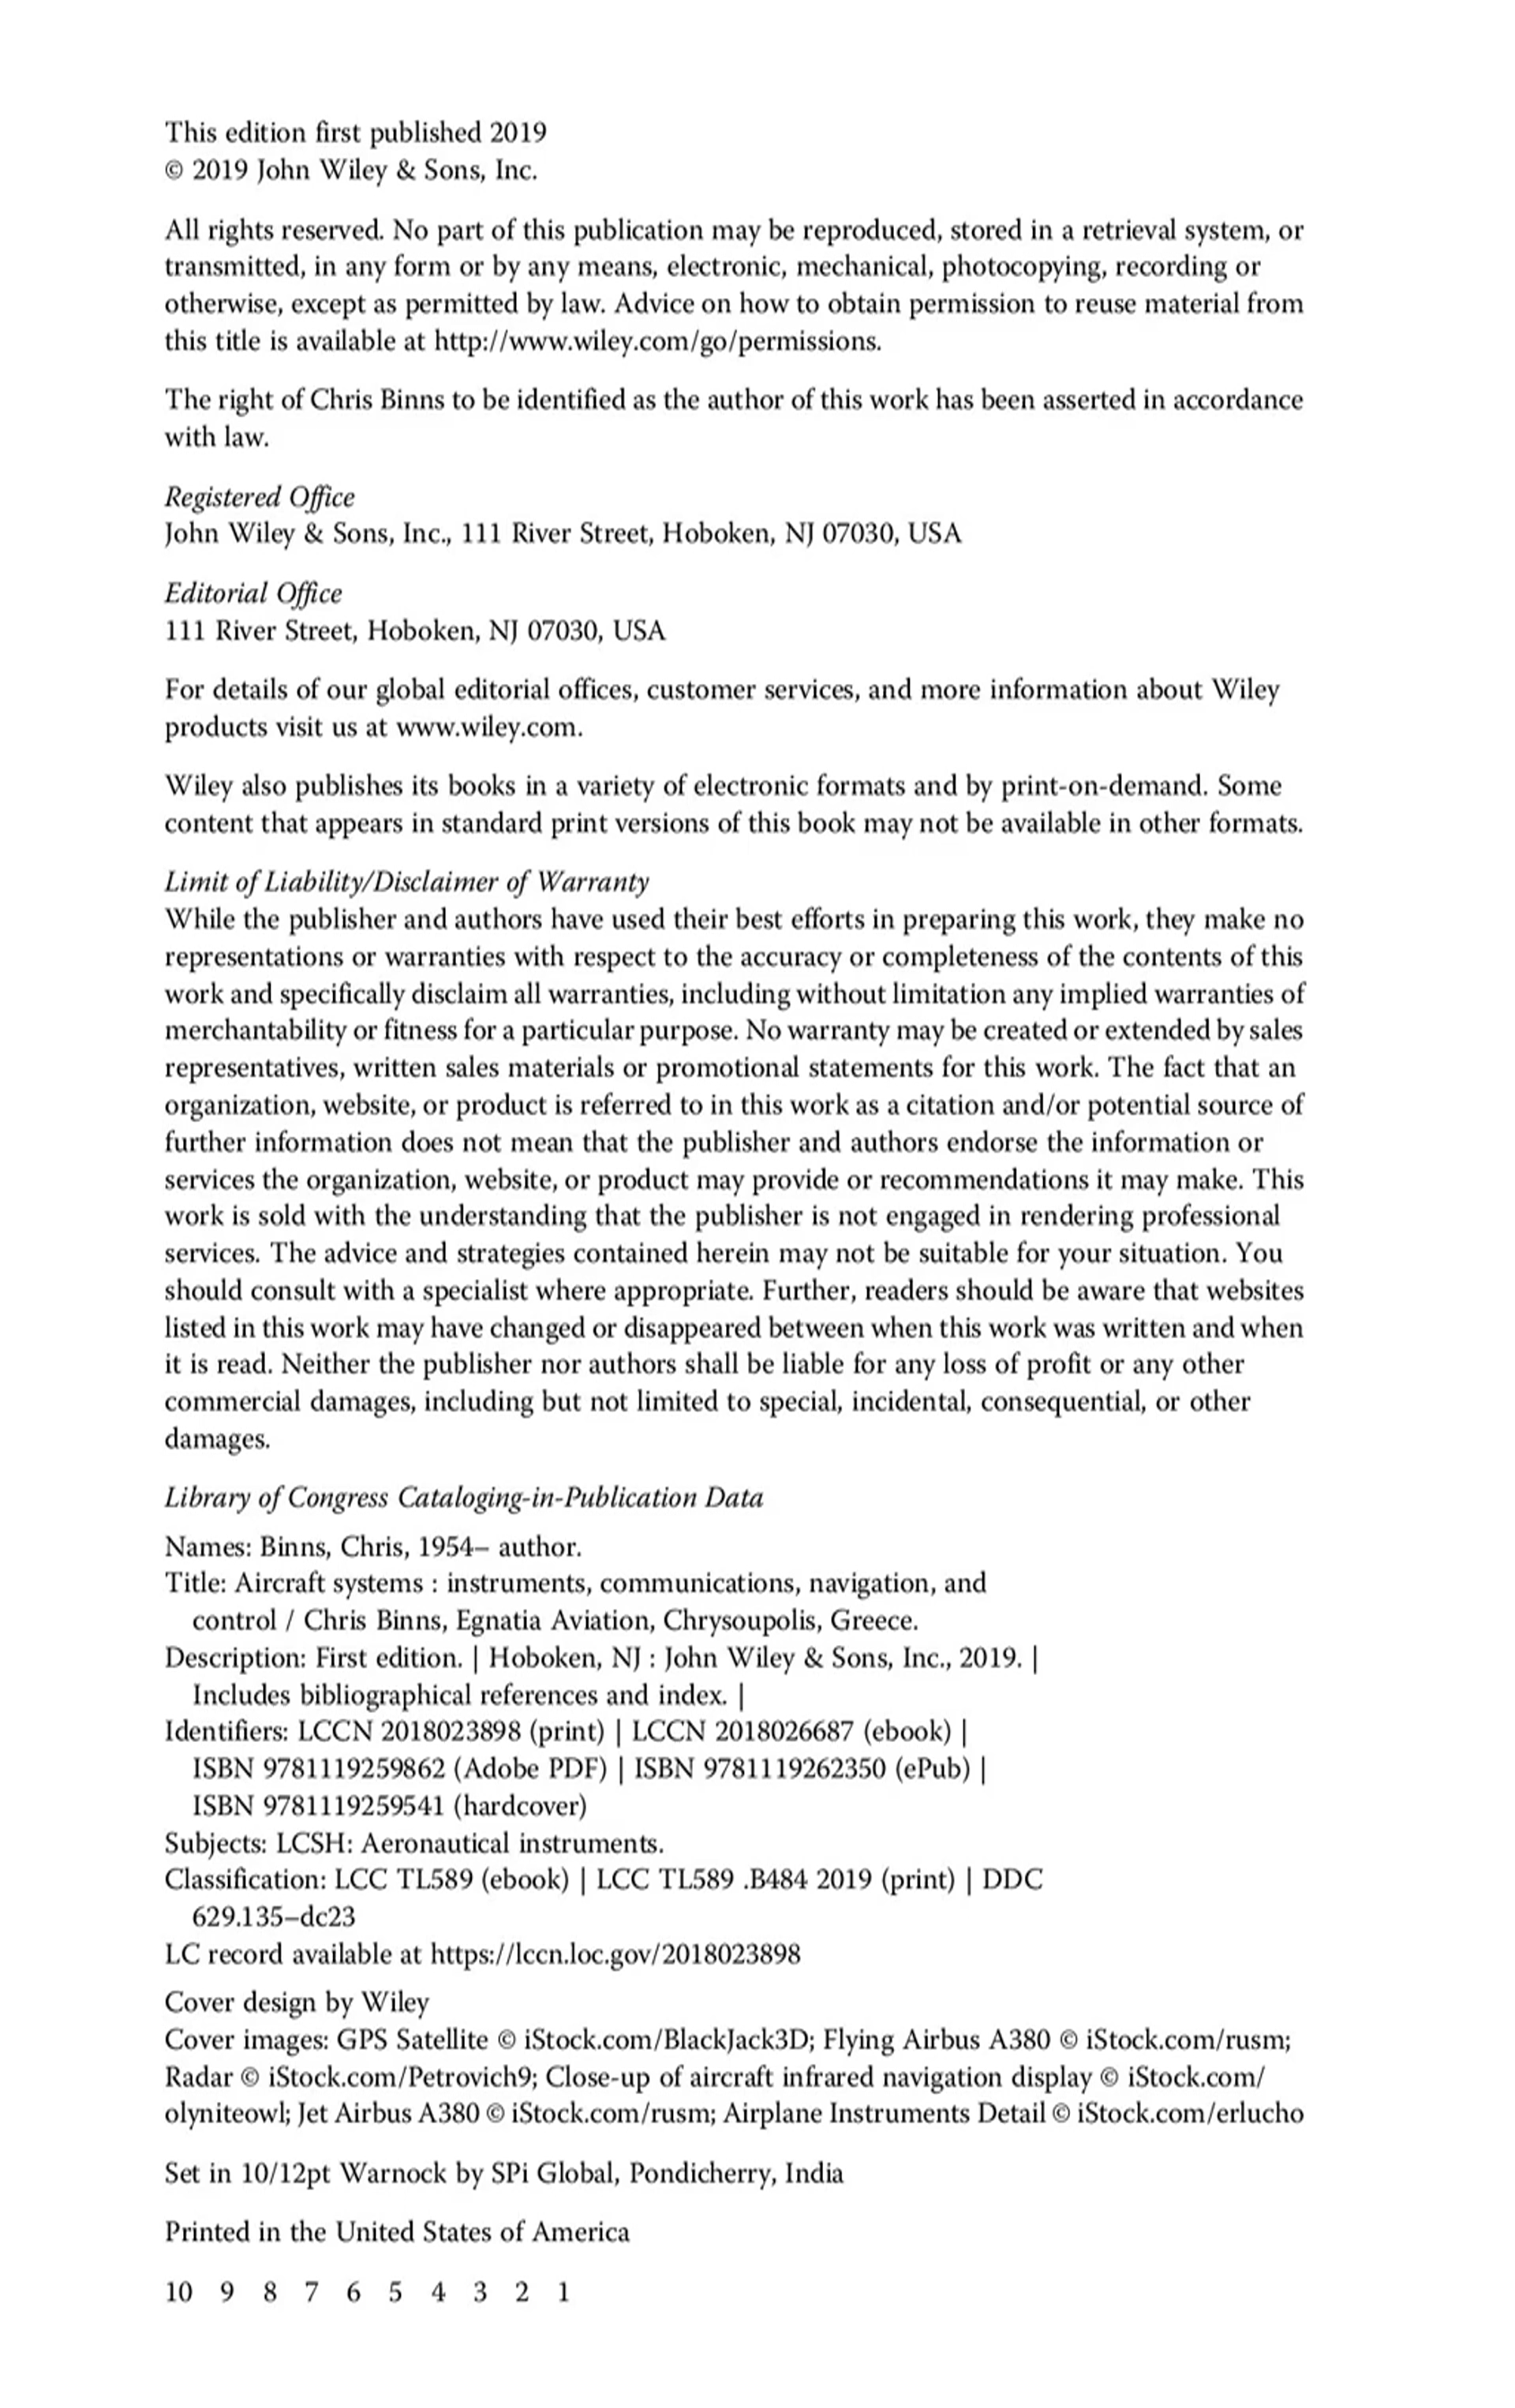 This edition first published 2019
© 2019 John Wiley & Sons, Inc.
All rights reserved. No part of this publication may be reproduced, stored in a retrieval system, or
transmitted, in any form or by any means, electronic, mechanical, photocopying, recording or
otherwise, except as permitted by law. Advice on how to obtain permission to reuse material from
this title is available at http://www.wiley.com/go/permissions.
The right of Chris Binns to be identified as the author of this work has been asserted in accordance
with law.
Registered Office
John Wiley & Sons, Inc., 111 River Street, Hoboken, NJ 07030, USA
Editorial Office
111 River Street, Hoboken, NJ 07030, USA
For details of our global editorial offices, customer services, and more information about Wiley
products visit us at www.wiley.com.
Wiley also publishes its books in a variety of electronic formats and by print-on-demand. Some
content that appears in standard print versions of this book may not be available in other formats.
Limit of Liability/Disclaimer of Warranty
While the publisher and authors have used their best efforts in preparing this work, they make no
representations or warranties with respect to the accuracy or completeness of the contents of this
work and specifically disclaim all warranties, including without limitation any implied warranties of
merchantability or fitness for a particular purpose. No warranty may be created or extended by sales
representatives, written sales materials or promotional statements for this work. The fact that an
organization, website, or product is referred to in this work as a citation and/or potential source of
further information does not mean that the publisher and authors endorse the information or
services the organization, website, or product may provide or recommendations it may make. This
work is sold with the understanding that the publisher is not engaged in rendering professional
services. The advice and strategies contained herein may not be suitable for your situation. You
should consult with a specialist where appropriate. Further, readers should be aware that websites
listed in this work may have changed or disappeared between when this work was written and when
it is read. Neither the publisher nor authors shall be liable for any loss of profit or any other
commercial damages, including but not limited to special, incidental, consequential, or other
damages.
Library of Congress Cataloging-in-Publication Data
Names: Binns, Chris, 1954– author.
Title: Aircraft systems : instruments, communications, navigation, and
control / Chris Binns, Egnatia Aviation, Chrysoupolis, Greece.
Description: First edition. | Hoboken, NJ : John Wiley & Sons, Inc., 2019. |
Includes bibliographical references and index. |
Identifiers: LCCN 2018023898 (print) | LCCN 2018026687 (ebook) |
ISBN 9781119259862 (Adobe PDF) | ISBN 9781119262350 (ePub) |
ISBN 9781119259541 (hardcover)
Subjects: LCSH: Aeronautical instruments.
Classification: LCC TL589 (ebook) | LCC TL589 .B484 2019 (print) | DDC
629.135–dc23
LC record available at https://lccn.loc.gov/2018023898
Cover design by Wiley
Cover images: GPS Satellite © iStock.com/BlackJack3D; Flying Airbus A380 © iStock.com/rusm;
Radar © iStock.com/Petrovich9; Close-up of aircraft infrared navigation display © iStock.com/
olyniteowl; Jet Airbus A380 © iStock.com/rusm; Airplane Instruments Detail © iStock.com/erlucho
Set in 10/12pt Warnock by SPi Global, Pondicherry, India
Printed in the United States of America
10 9 8 7 6 5 4 3 2 1